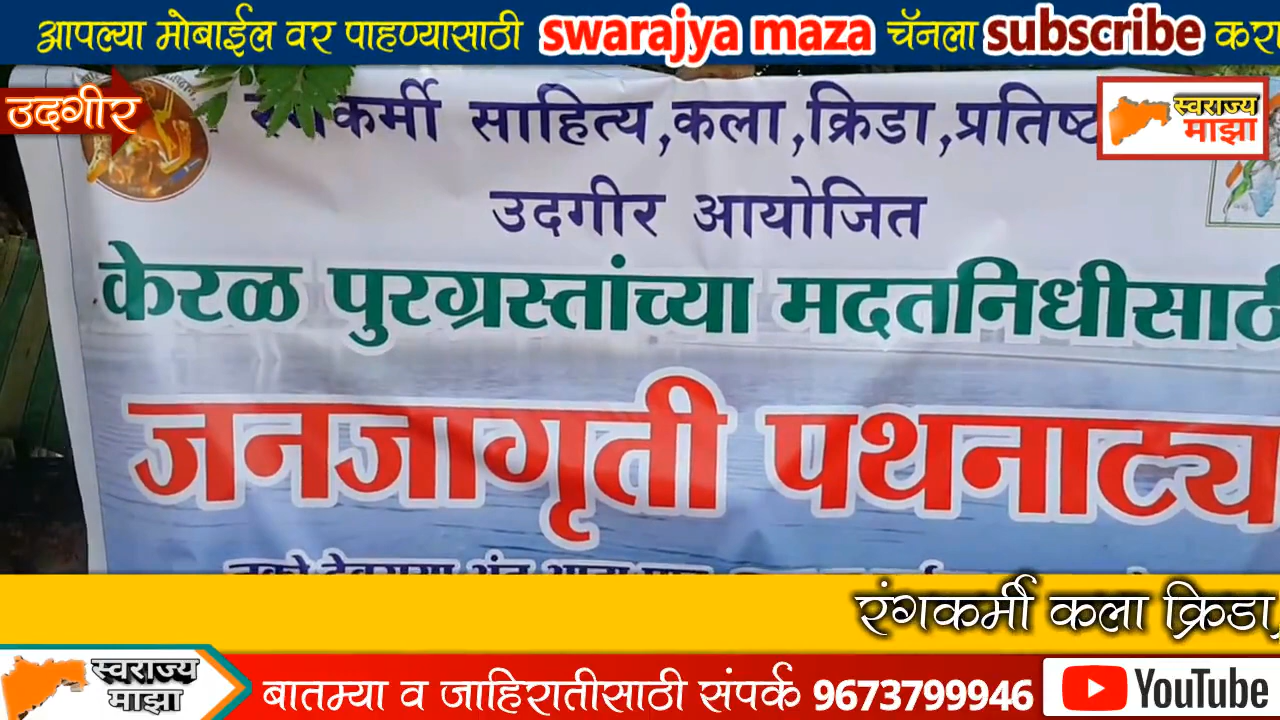 आपल्या मोबाईल वर पाहण्यासाठी swarajya maza चॅनला subscribe करा
उदगीर
स्वराज्य
माझा
साहित्य,कला,क्रिडा,
उदगीर आयोजित
केरळ पुरग्रस्तांच्या मदतनिधीसाठी
जनजागृती पथनाट्य
रंगकर्मी कला क्रिडा,
स्वराज्य
माझा
बातम्या व जाहिरातीसाठी संपर्क 9673799946
YouTube